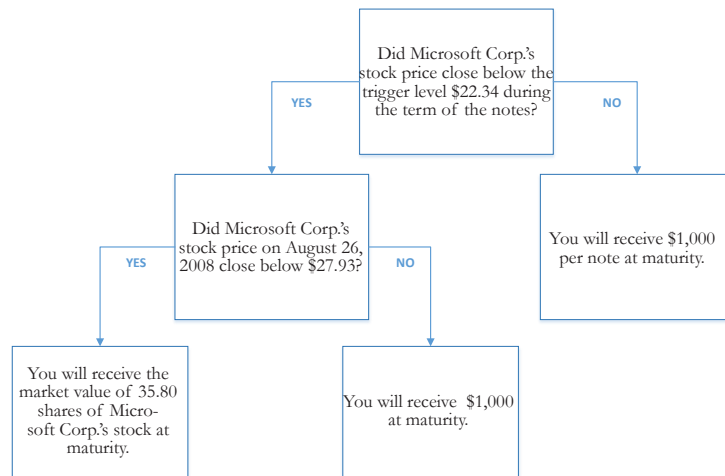 Did Microsoft Corp.'s
stock price close below the
trigger level $22.34 during
the term of the notes?
YES
NO
Did Microsoft Corp.'s
stock price on August 26,
2008 close below $27.93?
You will receive $1,000
per note at maturity.
YES
NO
You will receive the
market value of 35.80
shares of Micro-
soft Corp.'s stock at
maturity.
You will receive $1,000
at maturity.